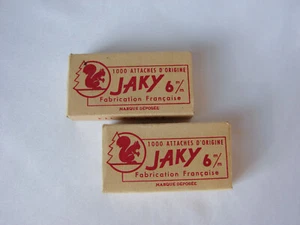 1000 ATTACHES D'ORIGINE
JAKY 6 m/m
Fabrication Française
MARQUE DÉPOSÉE
1000 ATTACHES D'ORIGINE
JAKY 6 m/m
Fabrication Française
MARQUE DÉPOSÉE